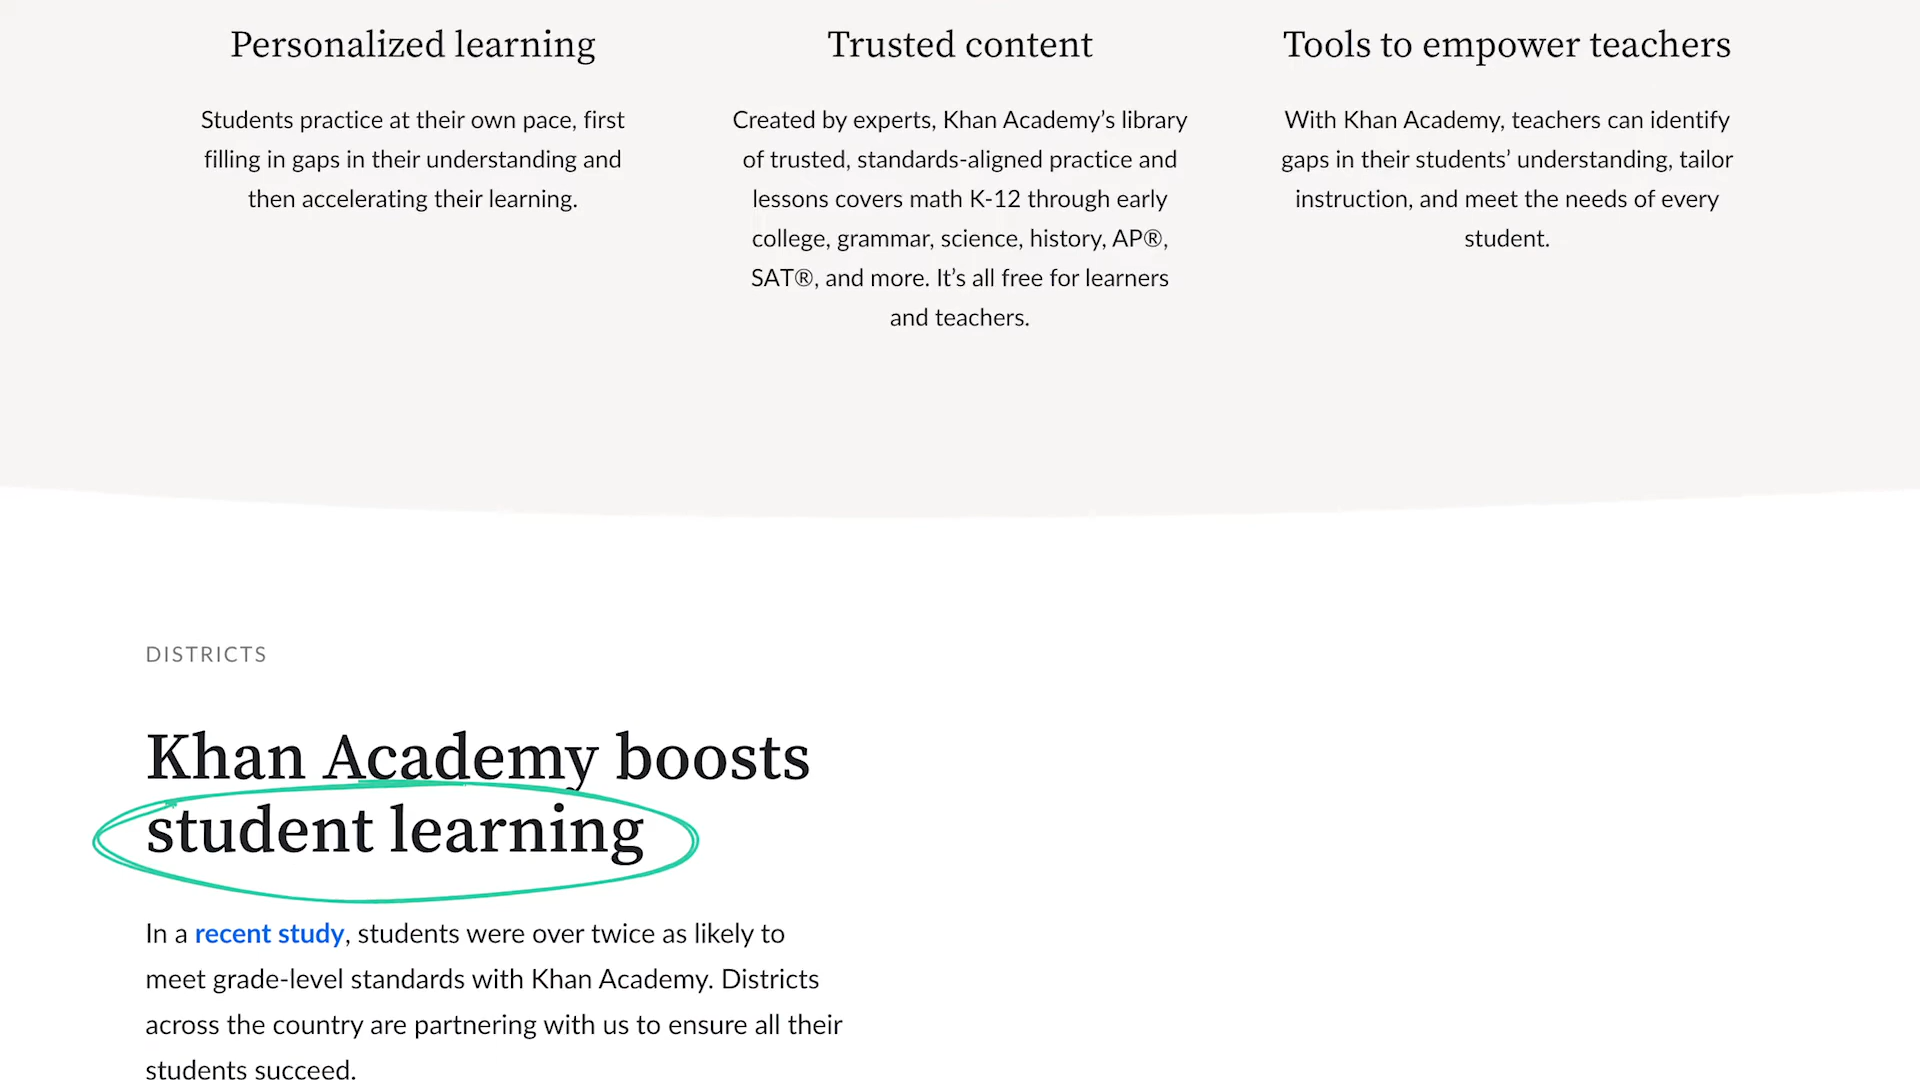 Personalized learning
Students practice at their own pace, first
filling in gaps in their understanding and
then accelerating their learning.
Trusted content
Created by experts, Khan Academy’s library
of trusted, standards-aligned practice and
lessons covers math K-12 through early
college, grammar, science, history, AP®,
SAT®, and more. It’s all free for learners
and teachers.
Tools to empower teachers
With Khan Academy, teachers can identify
gaps in their students’ understanding, tailor
instruction, and meet the needs of every
student.
DISTRICTS
Khan Academy boosts
student learning
In a recent study, students were over twice as likely to
meet grade-level standards with Khan Academy. Districts
across the country are partnering with us to ensure all their
students succeed.